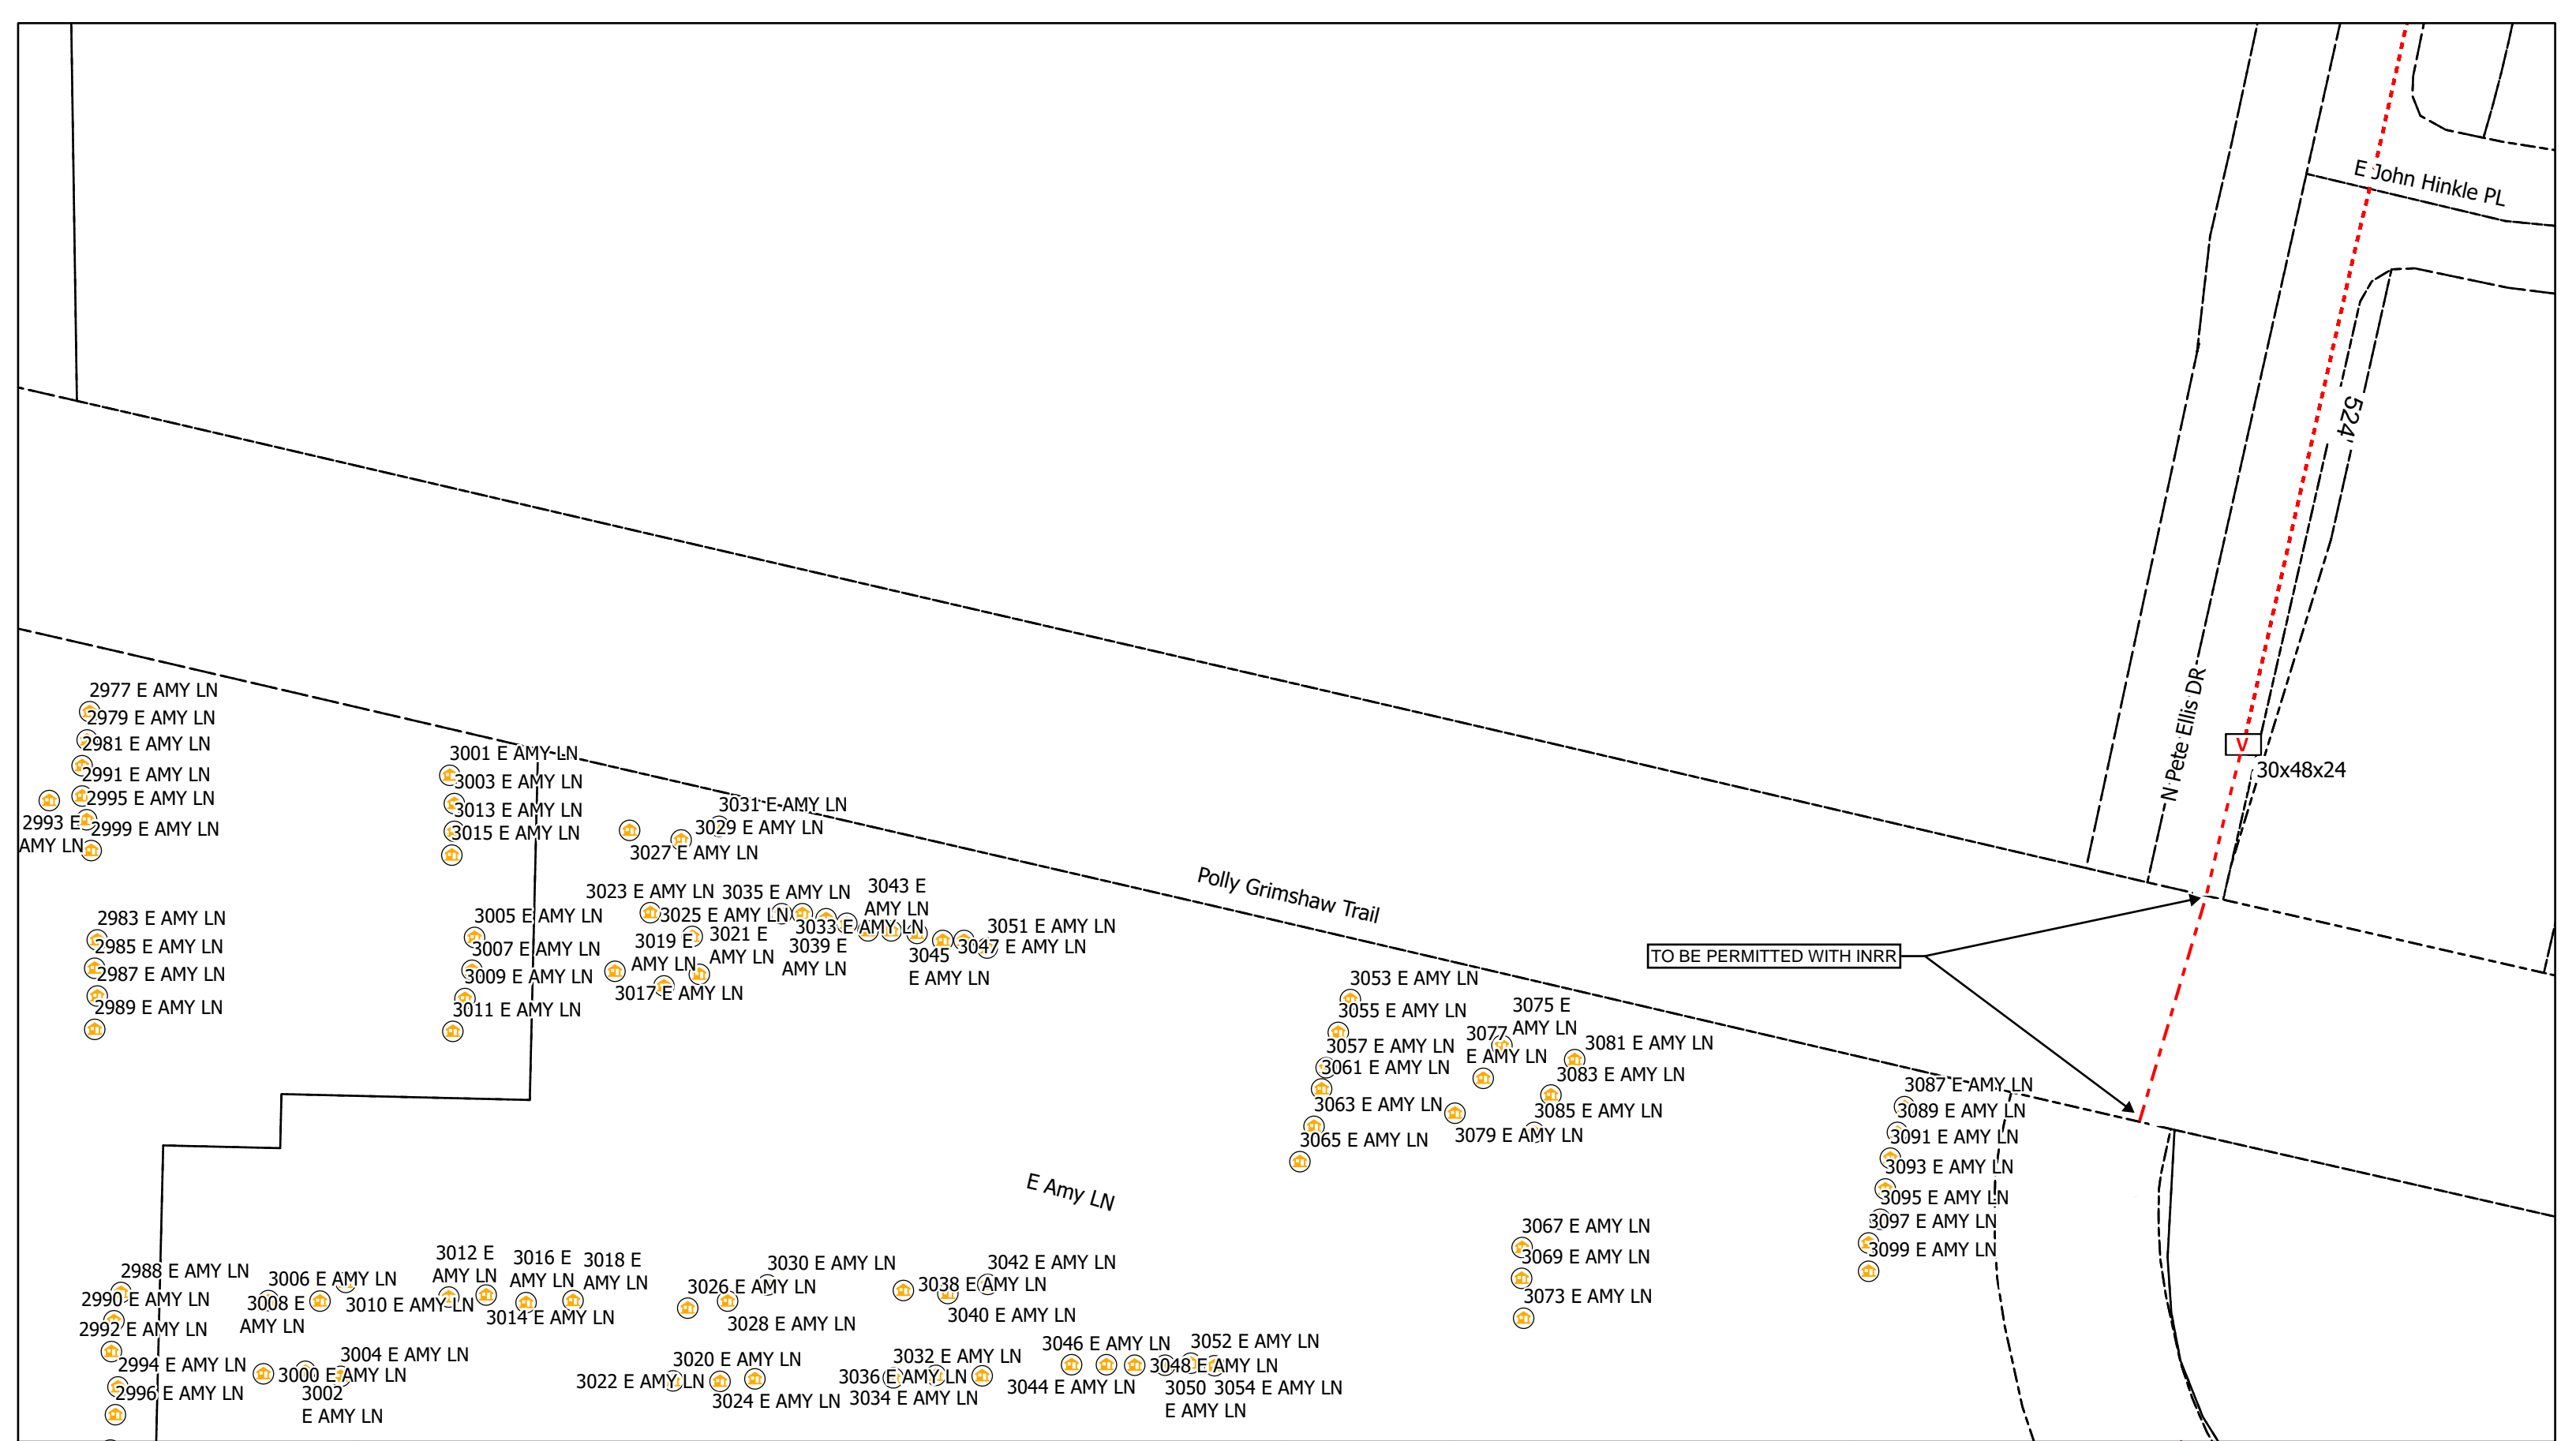 E John Hinkle PL
524'
N Pete Ellis DR
V
30x48x24
Polly Grimshaw Trail
TO BE PERMITTED WITH INRR
E Amy LN
2977 E AMY LN
2979 E AMY LN
2981 E AMY LN
2991 E AMY LN
2995 E AMY LN
2993 E
AMY LN
2999 E AMY LN
2983 E AMY LN
2985 E AMY LN
2987 E AMY LN
2989 E AMY LN
3001 E AMY LN
3003 E AMY LN
3013 E AMY LN
3015 E AMY LN
3005 E AMY LN
3007 E AMY LN
3009 E AMY LN
3011 E AMY LN
3031 E AMY LN
3029 E AMY LN
3027 E AMY LN
3023 E AMY LN
3035 E AMY LN
3043 E
AMY LN
3025 E AMY LN
3033 E AMY LN
3051 E AMY LN
3019 E
AMY LN
3021 E
AMY LN
3039 E
AMY LN
3045
E AMY LN
3047 E AMY LN
3017 E AMY LN
3053 E AMY LN
3055 E AMY LN
3057 E AMY LN
3061 E AMY LN
3063 E AMY LN
3065 E AMY LN
3075 E
AMY LN
3077
E AMY LN
3081 E AMY LN
3083 E AMY LN
3085 E AMY LN
3079 E AMY LN
3087 E AMY LN
3089 E AMY LN
3091 E AMY LN
3093 E AMY LN
3095 E AMY LN
3097 E AMY LN
3099 E AMY LN
3067 E AMY LN
3069 E AMY LN
3073 E AMY LN
2988 E AMY LN
2990 E AMY LN
2992 E AMY LN
2994 E AMY LN
2996 E AMY LN
3006 E AMY LN
3008 E
AMY LN
3010 E AMY LN
3012 E
AMY LN
3016 E
AMY LN
3018 E
AMY LN
3014 E AMY LN
3004 E AMY LN
3000 E AMY LN
3002
E AMY LN
3030 E AMY LN
3026 E AMY LN
3028 E AMY LN
3042 E AMY LN
3038 E AMY LN
3040 E AMY LN
3020 E AMY LN
3022 E AMY LN
3024 E AMY LN
3032 E AMY LN
3036 E AMY LN
3034 E AMY LN
3046 E AMY LN
3052 E AMY LN
3048 E AMY LN
3044 E AMY LN
3050
E AMY LN
3054 E AMY LN